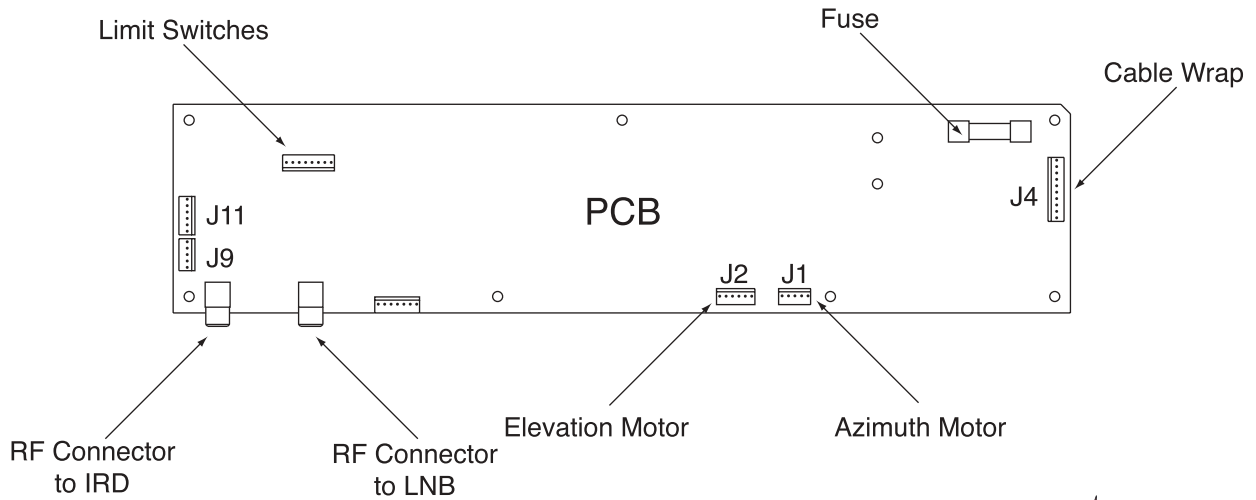 Limit Switches
Fuse
Cable Wrap
J11
PCB
J4
J9
J2
J1
Elevation Motor
Azimuth Motor
RF Connector
to IRD
RF Connector
to LNB